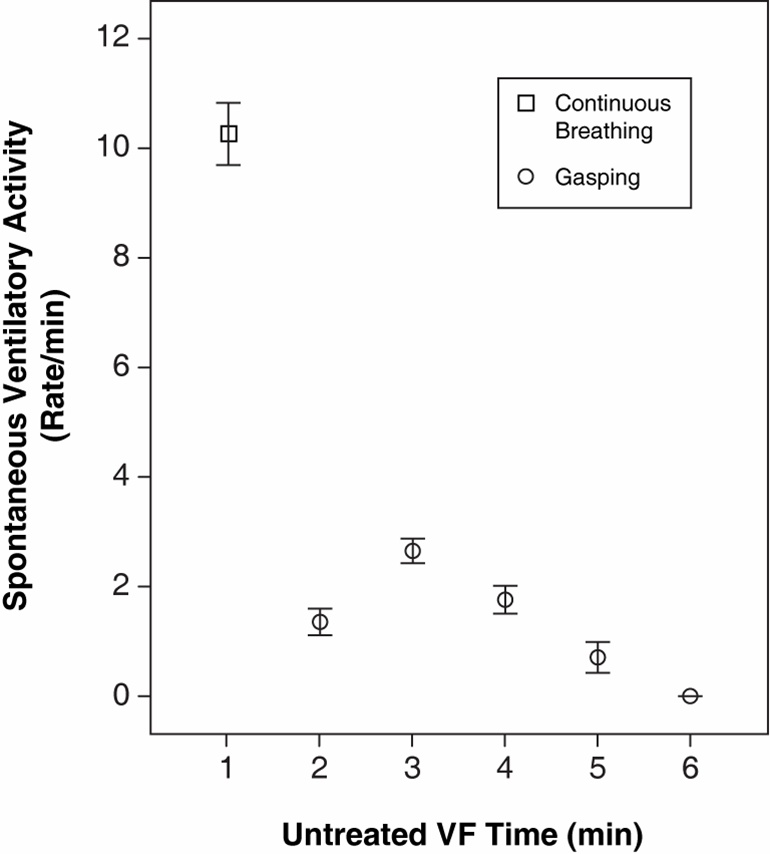 12
10
8
6
4
2
0
Spontaneous Ventilatory Activity
(Rate/min)
Continuous
Breathing
Gasping
1 2 3 4 5 6
Untreated VF Time (min)